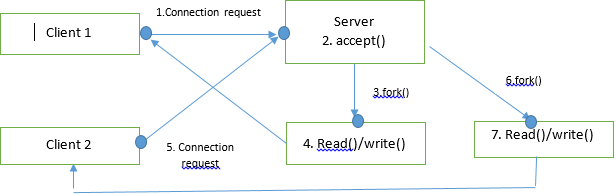 1.Connection request
Server
Client 1
2. accept()
3.fork()
6.fork()
Client 2
5. Connection
request
4. Read()/write()
7. Read()/write()